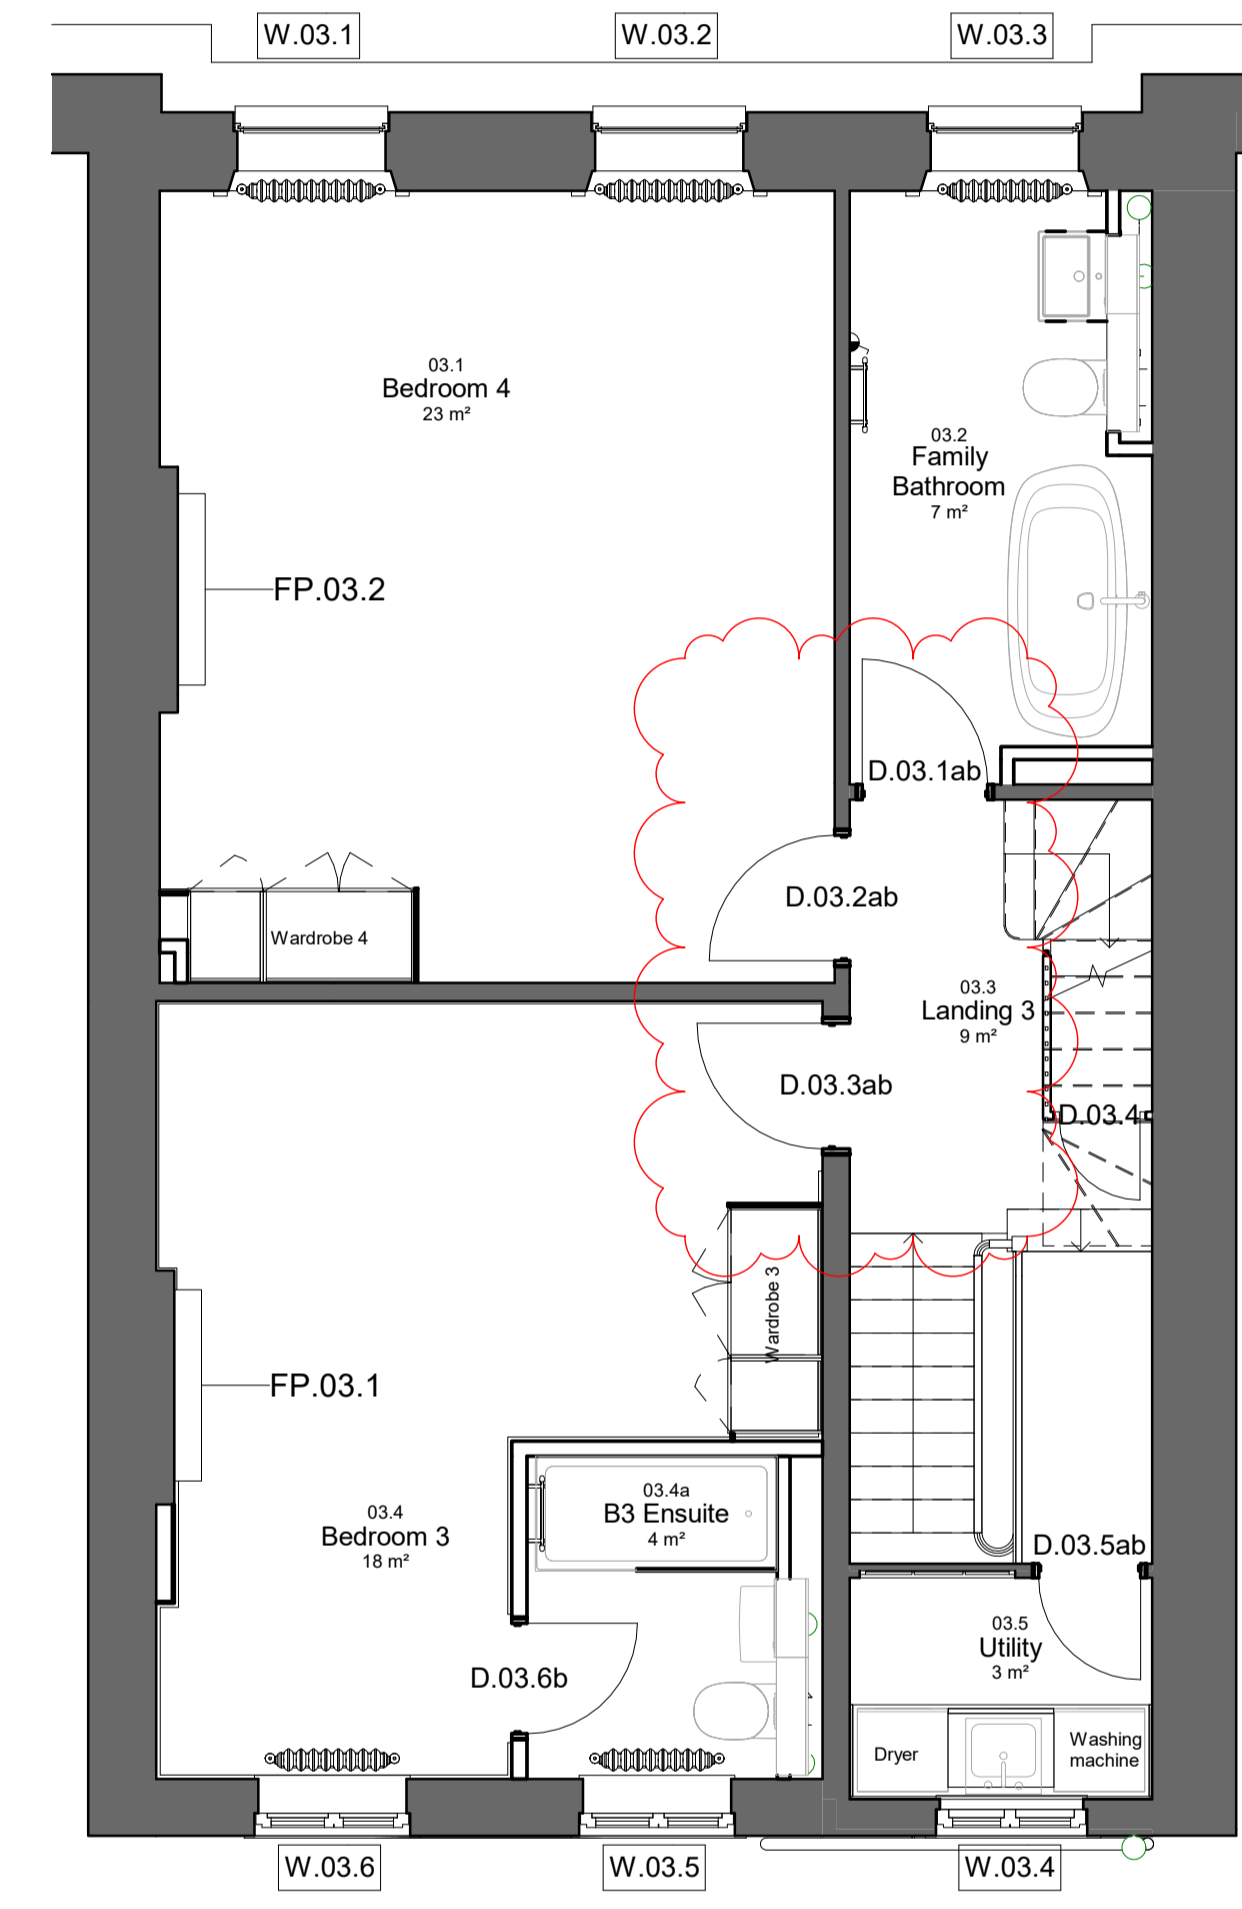 W.03.1
W.03.2
W.03.3
03.1
Bedroom 4
23 m²
03.2
Family
Bathroom
7 m²
FP.03.2
D.03.1ab
D.03.2ab
Wardrobe 4
03.3
Landing 3
9 m²
D.03.3ab
D.03.4
Wardrobe 3
FP.03.1
03.4a
B3 Ensuite
4 m²
03.4
Bedroom 3
18 m²
D.03.5ab
03.5
Utility
3 m²
D.03.6b
Dryer
Washing
machine
W.03.6
W.03.5
W.03.4